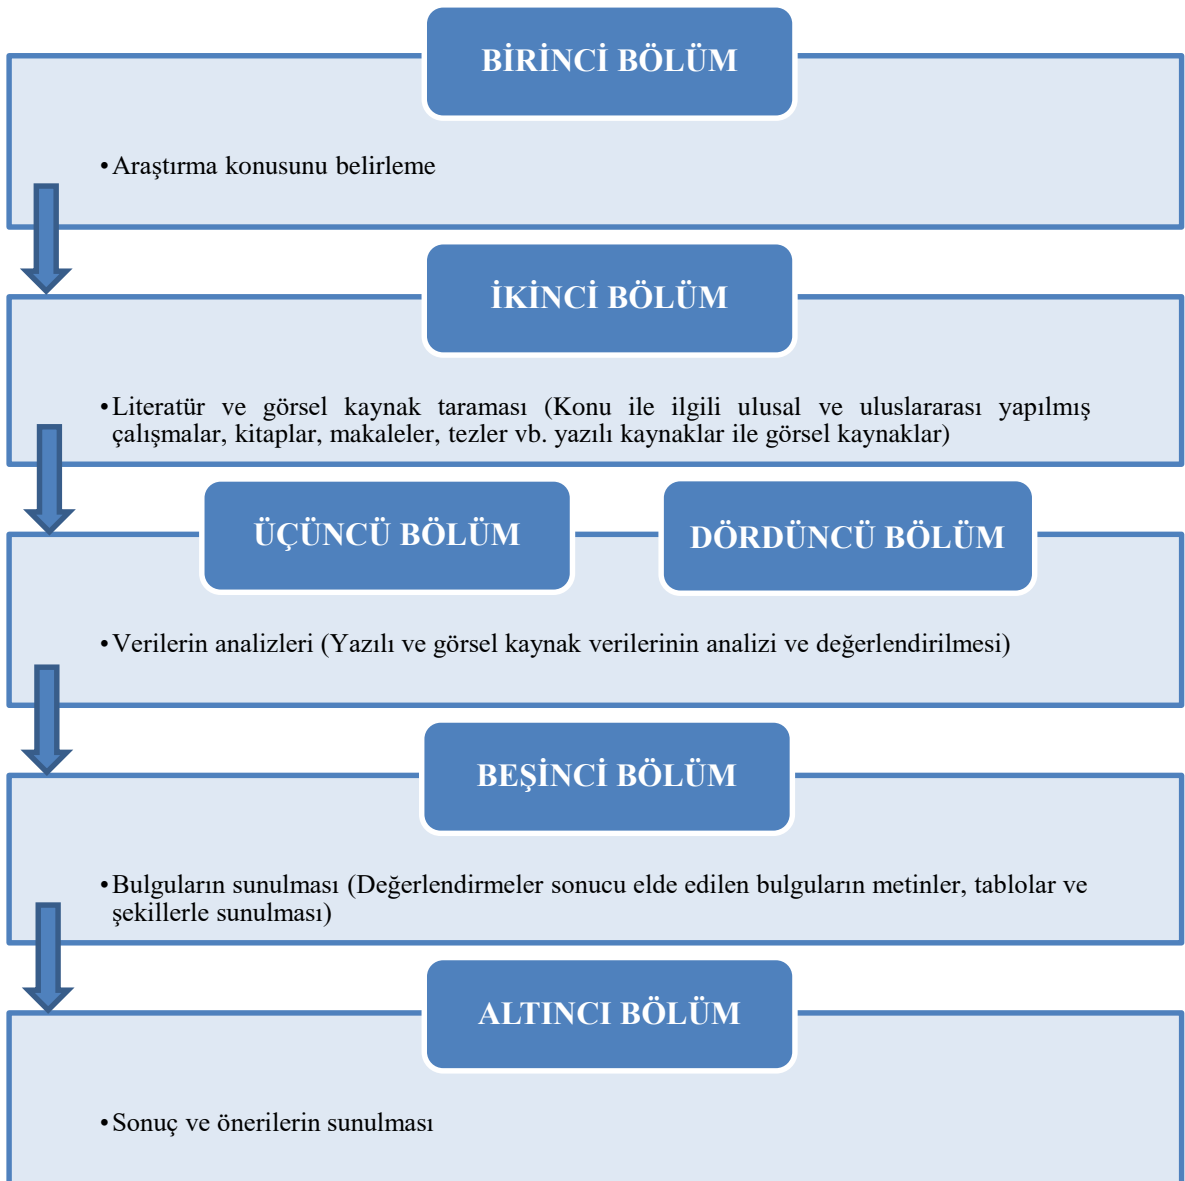 BİRİNCİ BÖLÜM
•Araştırma konusunu belirleme
İKİNCİ BÖLÜM
•Literatür ve görsel kaynak taraması (Konu ile ilgili ulusal ve uluslararası yapılmış
çalışmalar, kitaplar, makaleler, tezler vb. yazılı kaynaklar ile görsel kaynaklar)
ÜÇÜNCÜ BÖLÜM
DÖRDÜNCÜ BÖLÜM
•Verilerin analizleri (Yazılı ve görsel kaynak verilerinin analizi ve değerlendirilmesi)
BEŞİNCİ BÖLÜM
•Bulguların sunulması (Değerlendirmeler sonucu elde edilen bulguların metinler, tablolar ve
şekillerle sunulması)
ALTINCI BÖLÜM
•Sonuç ve önerilerin sunulması